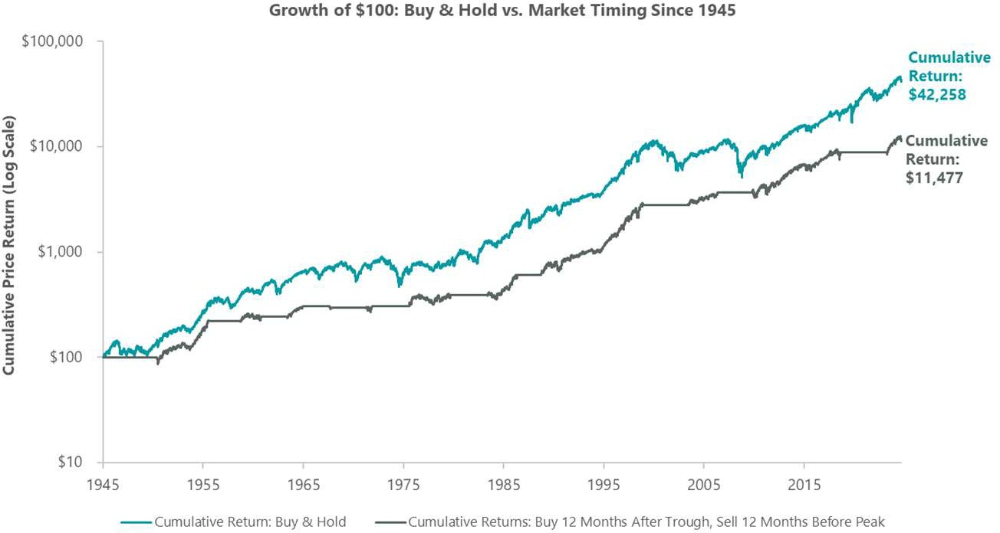 Growth of $100: Buy & Hold vs. Market Timing Since 1945
Cumulative Price Return (Log Scale)
$100,000
$10,000
$1,000
$100
$10
Cumulative
Return:
$42,258
Cumulative
Return:
$11,477
1945 1955 1965 1975 1985 1995 2005 2015
Cumulative Return: Buy & Hold
Cumulative Returns: Buy 12 Months After Trough, Sell 12 Months Before Peak